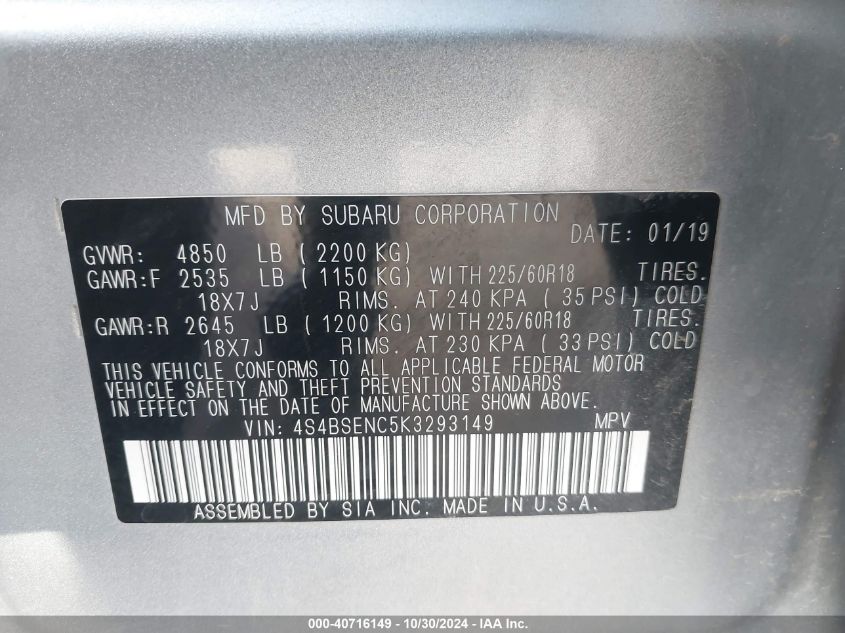 MFD BY SUBARU CORPORATION
DATE: 01/19
GVWR: 4850 LB (2200 KG)
GAWR:F 2535 LB (1150 KG) WITH 225/60R18 TIRES.
18X7J RIMS. AT 240 KPA (35 PSI) COLD
GAWR:R 2645 LB (1200 KG) WITH 225/60R18 TIRES.
18X7J RIMS. AT 230 KPA (33 PSI) COLD
THIS VEHICLE CONFORMS TO ALL APPLICABLE FEDERAL MOTOR
VEHICLE SAFETY AND THEFT PREVENTION STANDARDS
IN EFFECT ON THE DATE OF MANUFACTURE SHOWN ABOVE.
VIN: 4S4BSENC5K3293149 MPV
ASSEMBLED BY SIA INC. MADE IN U.S.A.
000-40716149 - 10/30/2024 - IAA Inc.